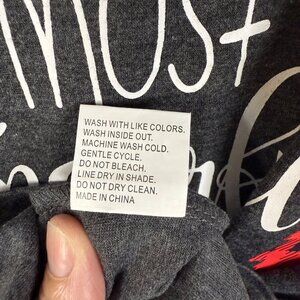 MOST
WASH WITH LIKE COLORS.
WASH INSIDE OUT.
MACHINE WASH COLD.
GENTLE CYCLE.
DO NOT BLEACH.
LINE DRY IN SHADE.
DO NOT DRY CLEAN.
MADE IN CHINA